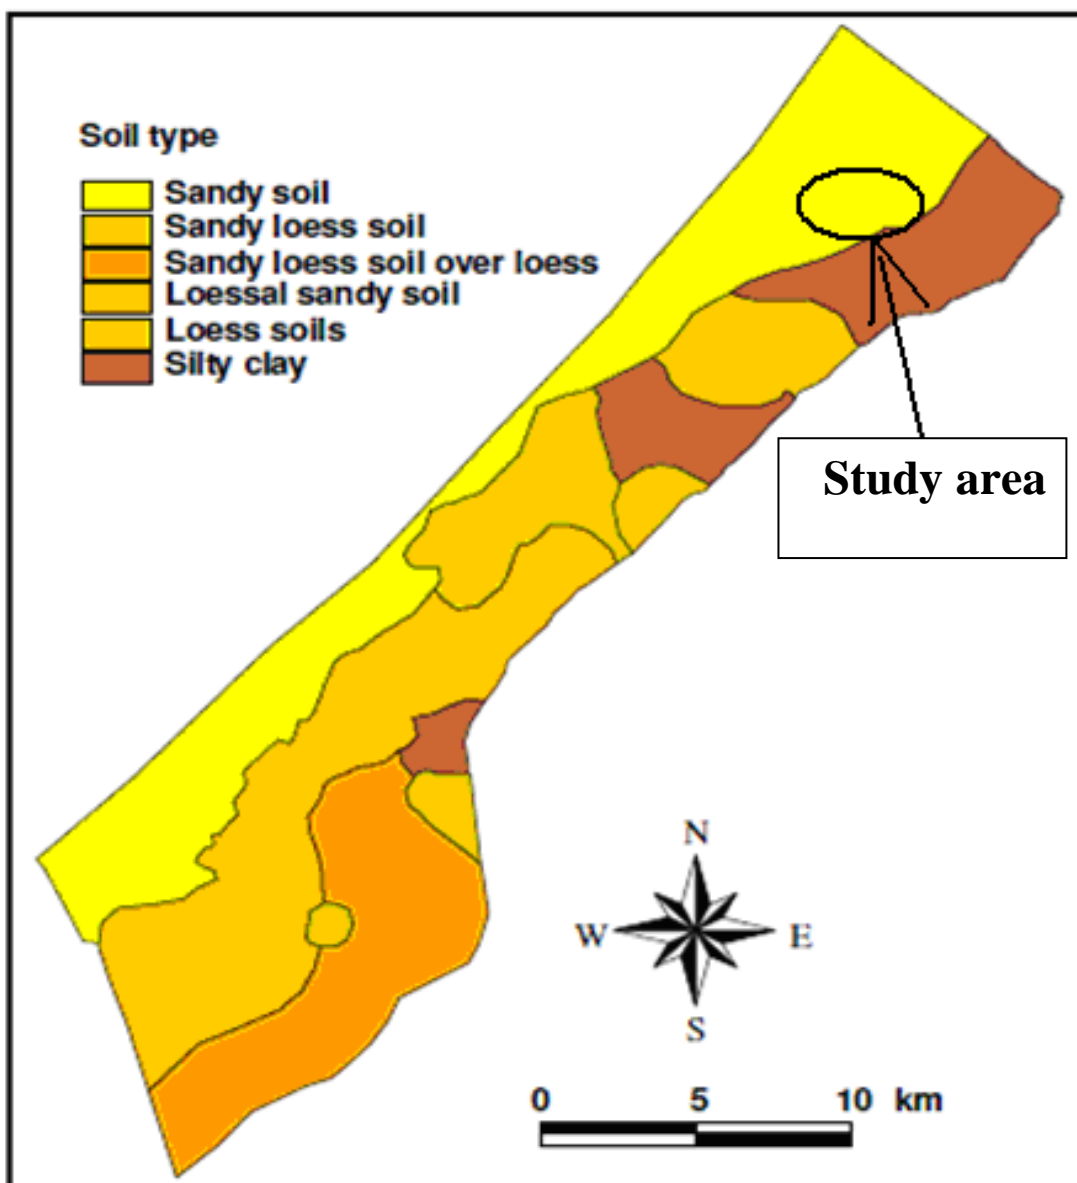 Soil type
Sandy soil
Sandy loess soil
Sandy loess soil over loess
Loessal sandy soil
Loess soils
Silty clay
Study area
N
W E
S
0 5 10 km